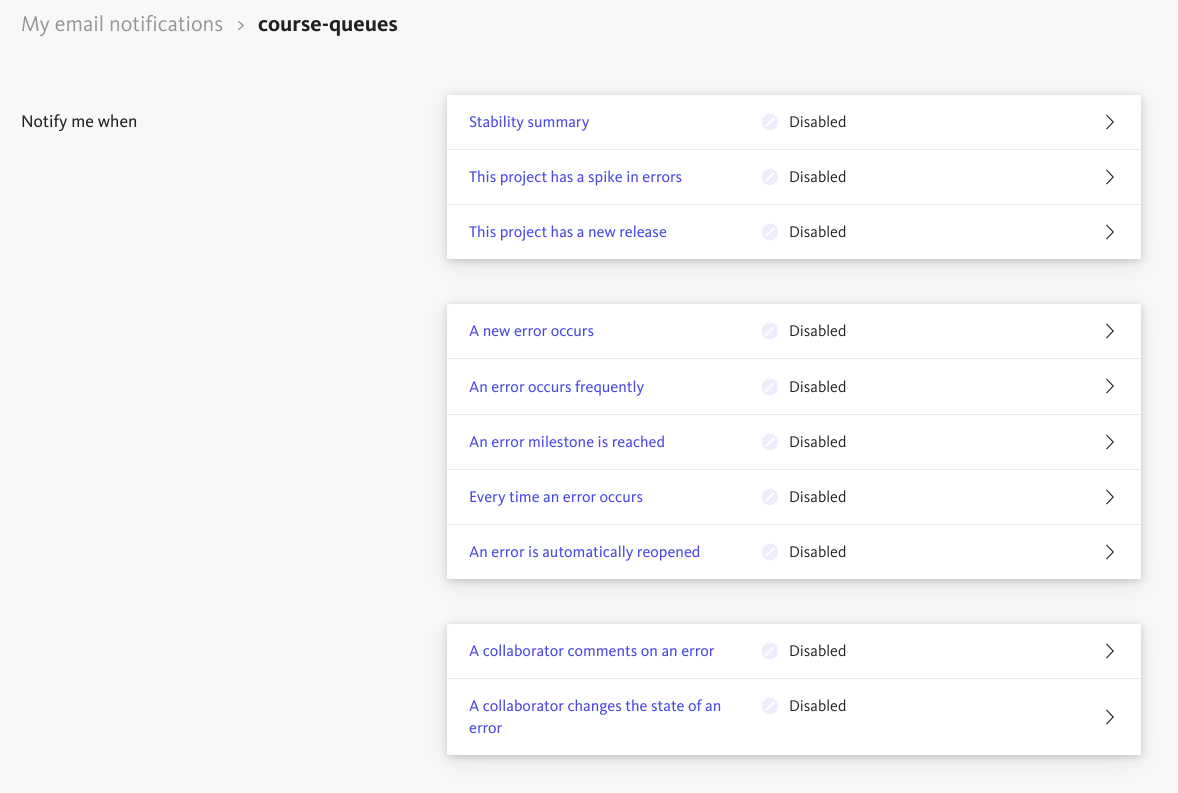 My email notifications > course-queues
Notify me when
Stability summary Disabled
This project has a spike in errors Disabled
This project has a new release Disabled
A new error occurs Disabled
An error occurs frequently Disabled
An error milestone is reached Disabled
Every time an error occurs Disabled
An error is automatically reopened Disabled
A collaborator comments on an error Disabled
A collaborator changes the state of an Disabled
error